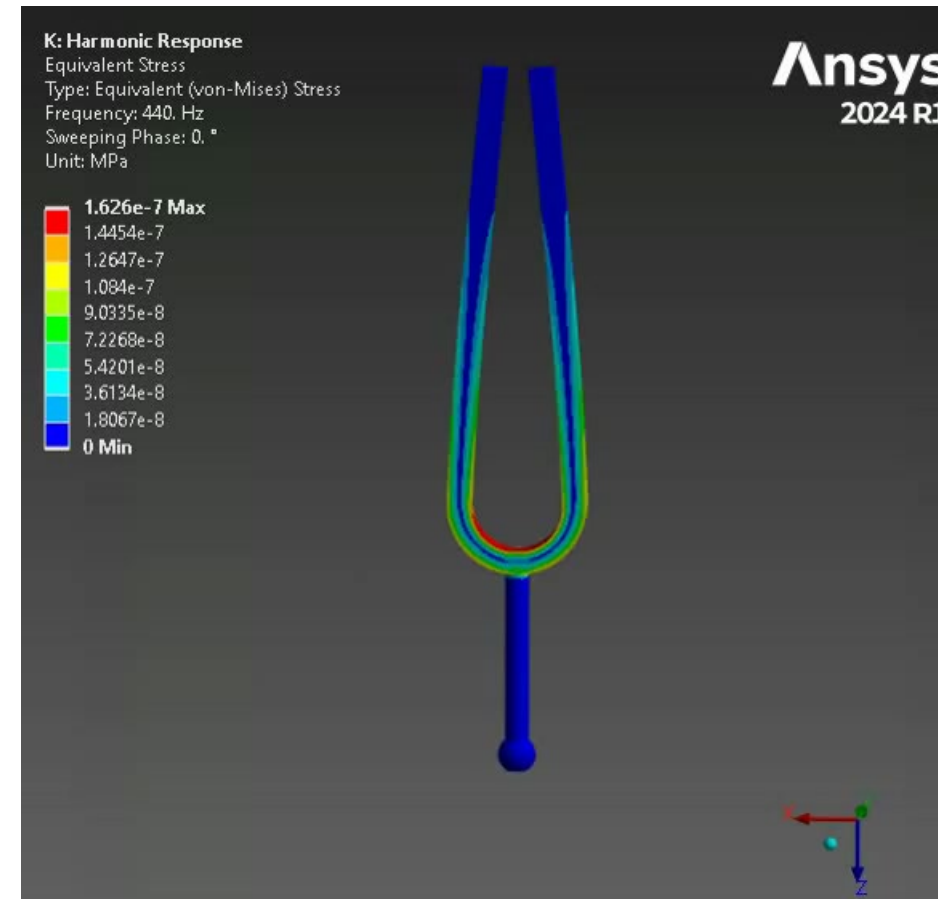 K: Harmonic Response
Equivalent Stress
Type: Equivalent (von-Mises) Stress
Frequency: 440. Hz
Sweeping Phase: 0. °
Unit: MPa
1.626e-7 Max
1.4454e-7
1.2647e-7
1.084e-7
9.0335e-8
7.2268e-8
5.4201e-8
3.6134e-8
1.8067e-8
0 Min
Ansys
2024 R1
X
Z